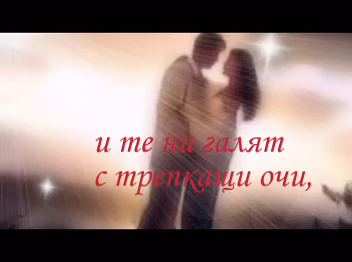 и те ни галят
с трепкащи очи,